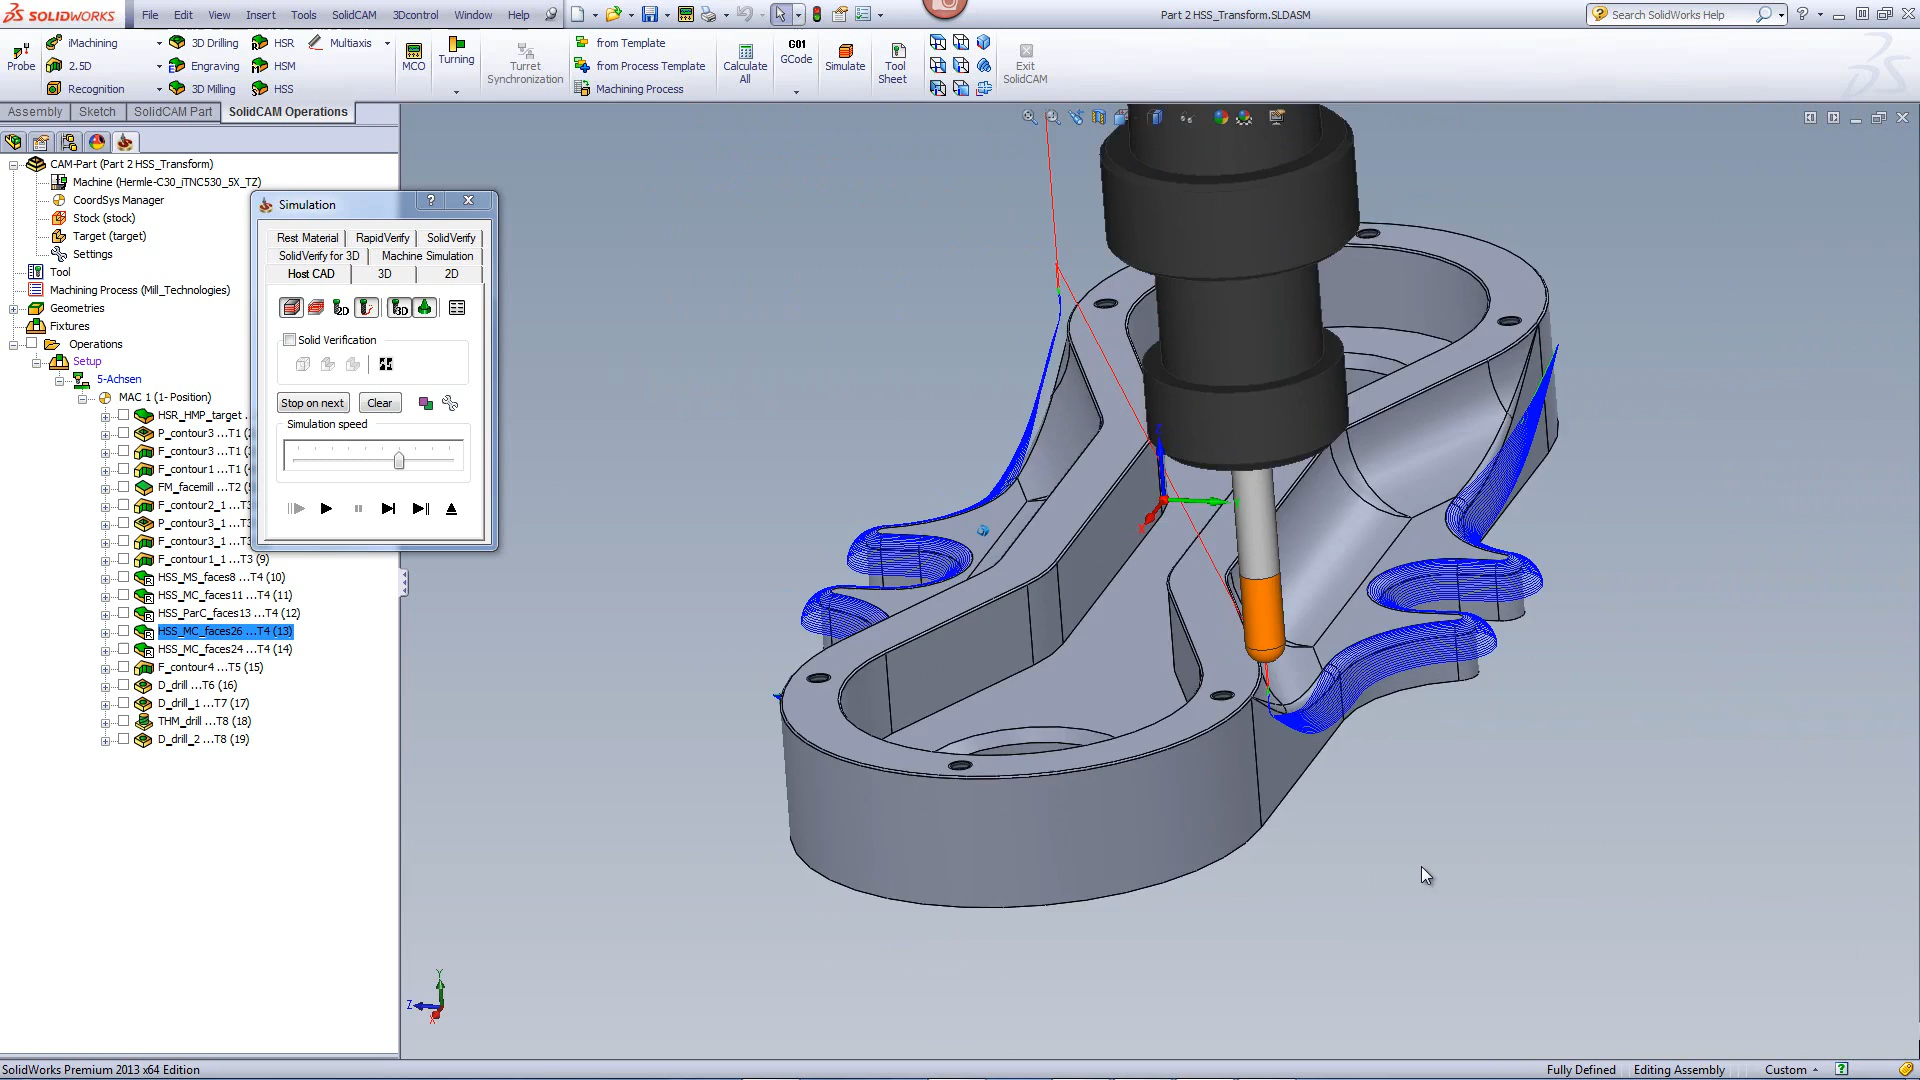 SOLIDWORKS File Edit View Insert Tools SolidCAM 3Dcontrol Window Help Part 2 HSS_Transform.SLDASM Search SolidWorks Help
Probe
iMachining
2.5D
Recognition
3D Drilling
Engraving
3D Milling
HSR
HSM
HSS
Multiaxis
MCO
Turning
Turret
Synchronization
from Template
from Process Template
Machining Process
Calculate
All
G01
GCode
Simulate
Tool
Sheet
Exit
SolidCAM
Assembly Sketch SolidCAM Part SolidCAM Operations
CAM-Part (Part 2 HSS_Transform)
Machine (Hermle-C30_iTNC530_5X_TZ)
CoordSys Manager
Stock (stock)
Target (target)
Settings
Tool
Machining Process (Mill_Technologies)
Geometries
Fixtures
Operations
Setup
5-Achsen
MAC 1 (1- Position)
HSR_HMP_target .
P_contour3 ...T1 (2
F_contour3 ...T1 (3
F_contour1 ...T1 (4
FM_facemill ...T2 (5
F_contour2_1 ...T3
P_contour3_1 ...T3
F_contour3_1 ...T3
F_contour1_1 ...T3 (9)
HSS_MS_faces8 ...T4 (10)
HSS_MC_faces11 ...T4 (11)
HSS_ParC_faces13 ...T4 (12)
HSS_MC_faces26 ...T4 (13)
HSS_MC_faces24 ...T4 (14)
F_contour4 ...T5 (15)
D_drill ...T6 (16)
D_drill_1 ...T7 (17)
THM_drill ...T8 (18)
D_drill_2 ...T8 (19)
Simulation
Rest Material RapidVerify SolidVerify
SolidVerify for 3D Machine Simulation
Host CAD 3D 2D
2D 3D
Solid Verification
Stop on next Clear
Simulation speed
Z
X
Y
Z
X
SolidWorks Premium 2013 x64 Edition Fully Defined Editing Assembly Custom